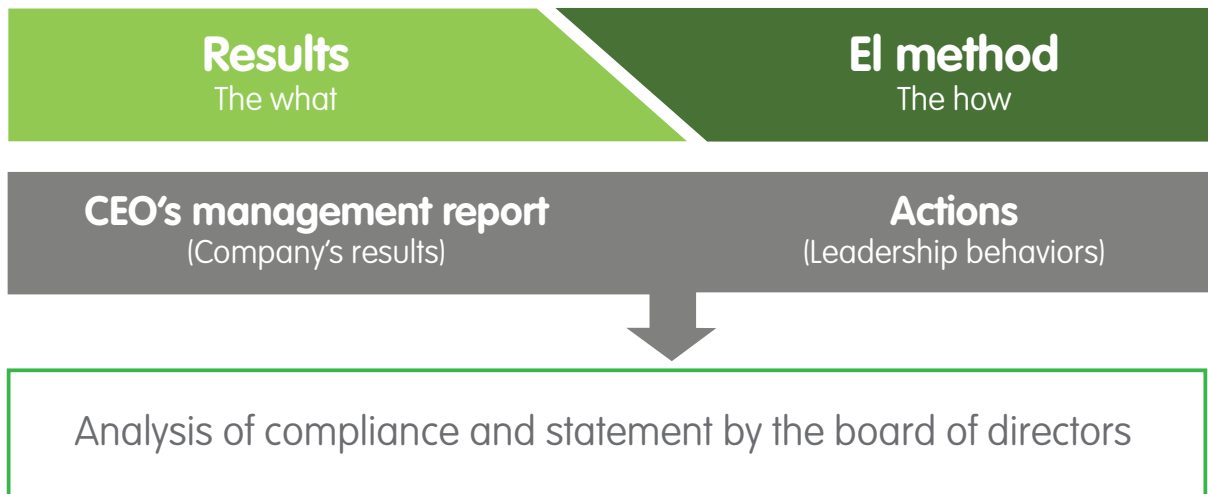 Results
The what
El method
The how
CEO's management report
(Company's results)
Actions
(Leadership behaviors)
Analysis of compliance and statement by the board of directors